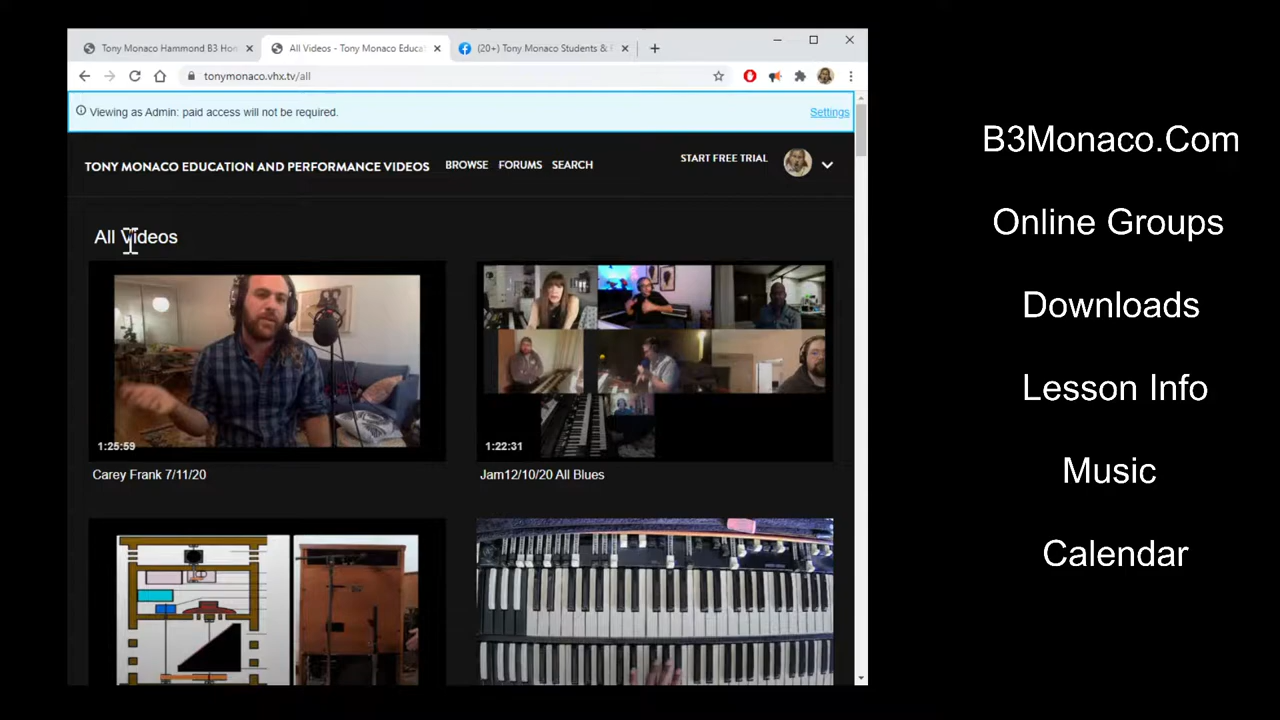 Tony Monaco Hammond B3 Hon
All Videos - Tony Monaco Educa
(20+) Tony Monaco Students &
tonymonaco.vhx.tv/all
Viewing as Admin: paid access will not be required.
Settings
TONY MONACO EDUCATION AND PERFORMANCE VIDEOS
BROWSE
FORUMS
SEARCH
START FREE TRIAL
All Videos
1:25:59
Carey Frank 7/11/20
1:22:31
Jam12/10/20 All Blues
B3Monaco.Com
Online Groups
Downloads
Lesson Info
Music
Calendar